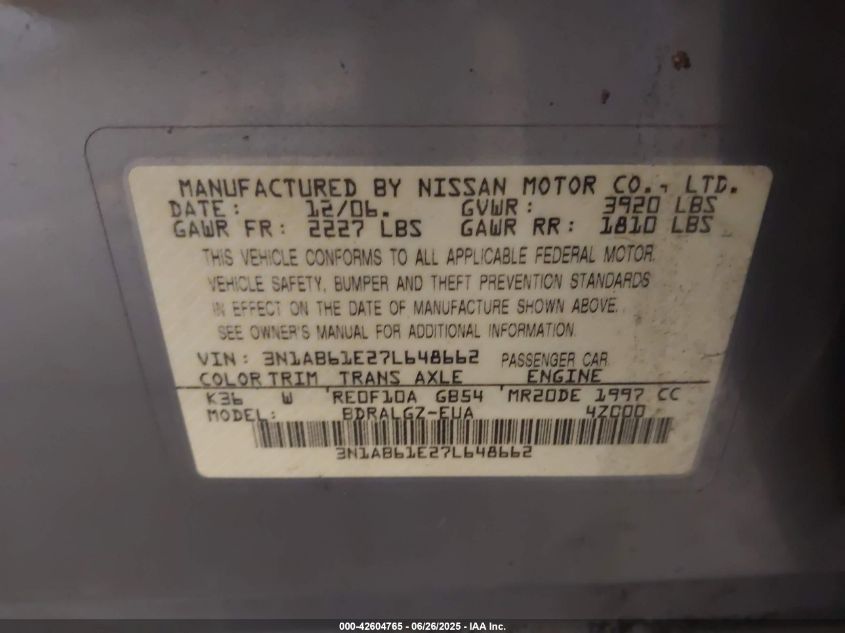 MANUFACTURED BY NISSAN MOTOR CO., LTD.
DATE: 12/06. GVWR: 3920 LBS
GAWR FR: 2227 LBS GAWR RR: 1810 LBS
THIS VEHICLE CONFORMS TO ALL APPLICABLE FEDERAL MOTOR
VEHICLE SAFETY, BUMPER AND THEFT PREVENTION STANDARDS
IN EFFECT ON THE DATE OF MANUFACTURE SHOWN ABOVE.
SEE OWNER'S MANUAL FOR ADDITIONAL INFORMATION.
VIN: 3N1AB61E27L648662 PASSENGER CAR
COLOR TRIM TRANS AXLE ENGINE
K36 W RE0F10A GB54 MR20DE 1997 CC
MODEL: BDRALGZ-EUA 4Z000
3N1AB61E27L648662
000-42604765 - 06/26/2025 - IAA Inc.